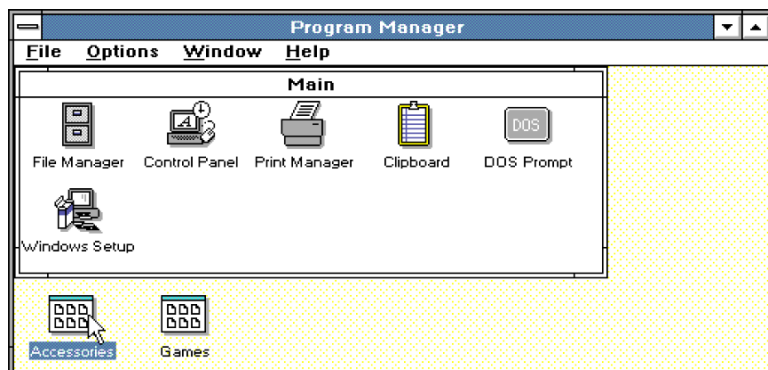 Program Manager
File Options Window Help
Main
File Manager Control Panel Print Manager Clipboard DOS Prompt
Windows Setup
Accessories Games